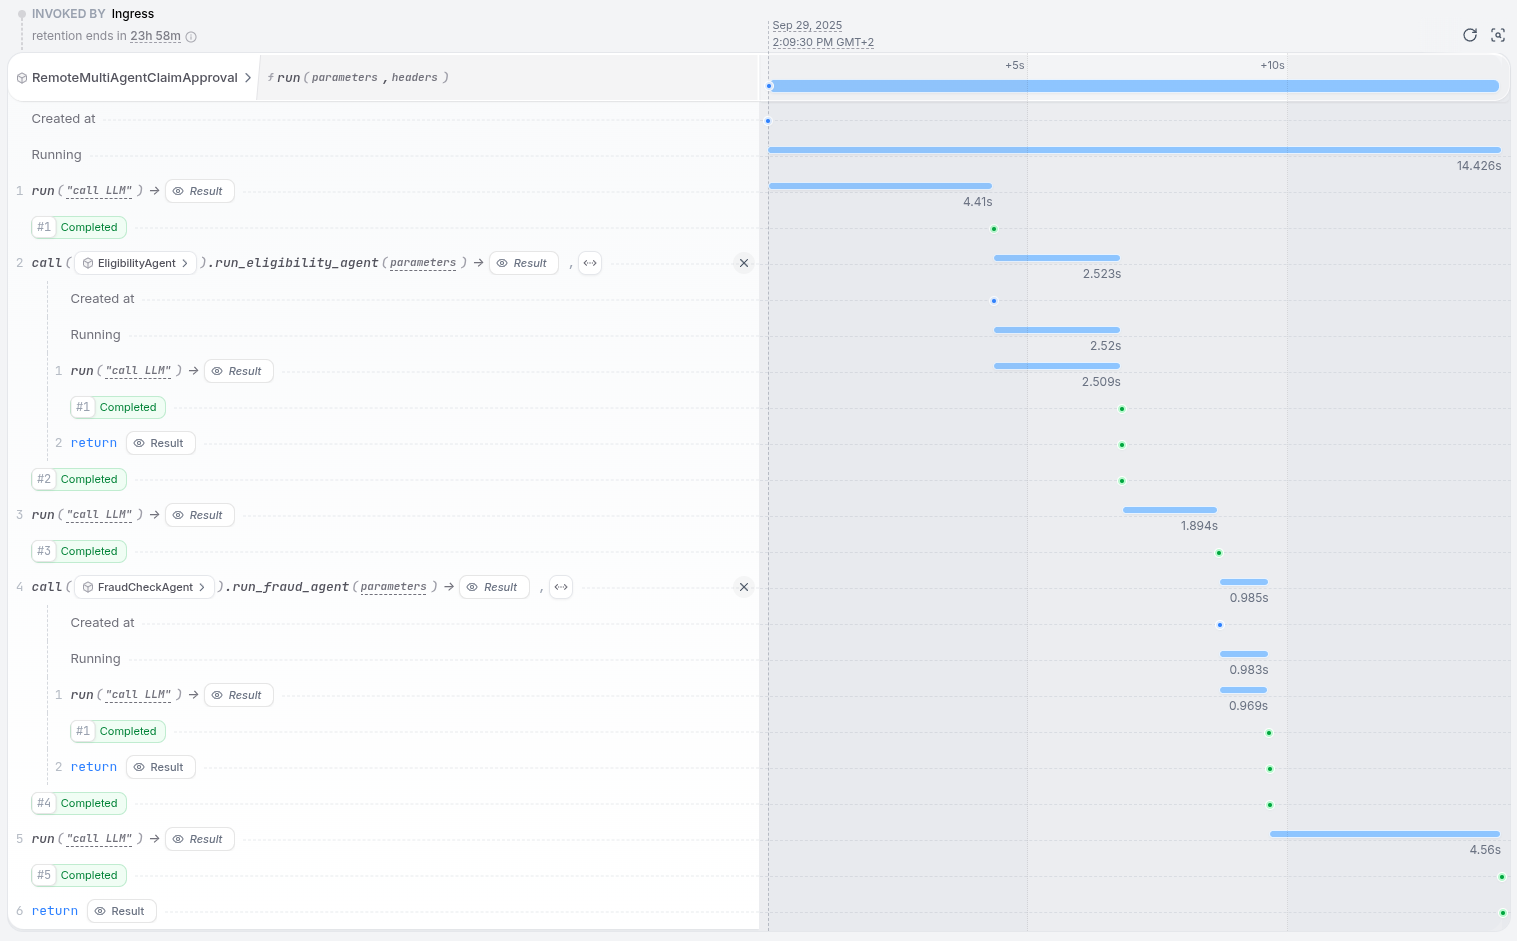 INVOKED BY Ingress
retention ends in 23h 58m
Sep 29, 2025
2:09:30 PM GMT+2
RemoteMultiAgentClaimApproval > f run(parameters, headers)
+5s +10s
Created at
Running
14.426s
1 run("call LLM") → Result
4.41s
#1 Completed
2 call(EligibilityAgent >).run_eligibility_agent(parameters) → Result ,
2.523s
Created at
Running
2.52s
1 run("call LLM") → Result
2.509s
#1 Completed
2 return Result
#2 Completed
3 run("call LLM") → Result
1.894s
#3 Completed
4 call(FraudCheckAgent >).run_fraud_agent(parameters) → Result ,
0.985s
Created at
Running
0.983s
1 run("call LLM") → Result
0.969s
#1 Completed
2 return Result
#4 Completed
5 run("call LLM") → Result
4.56s
#5 Completed
6 return Result